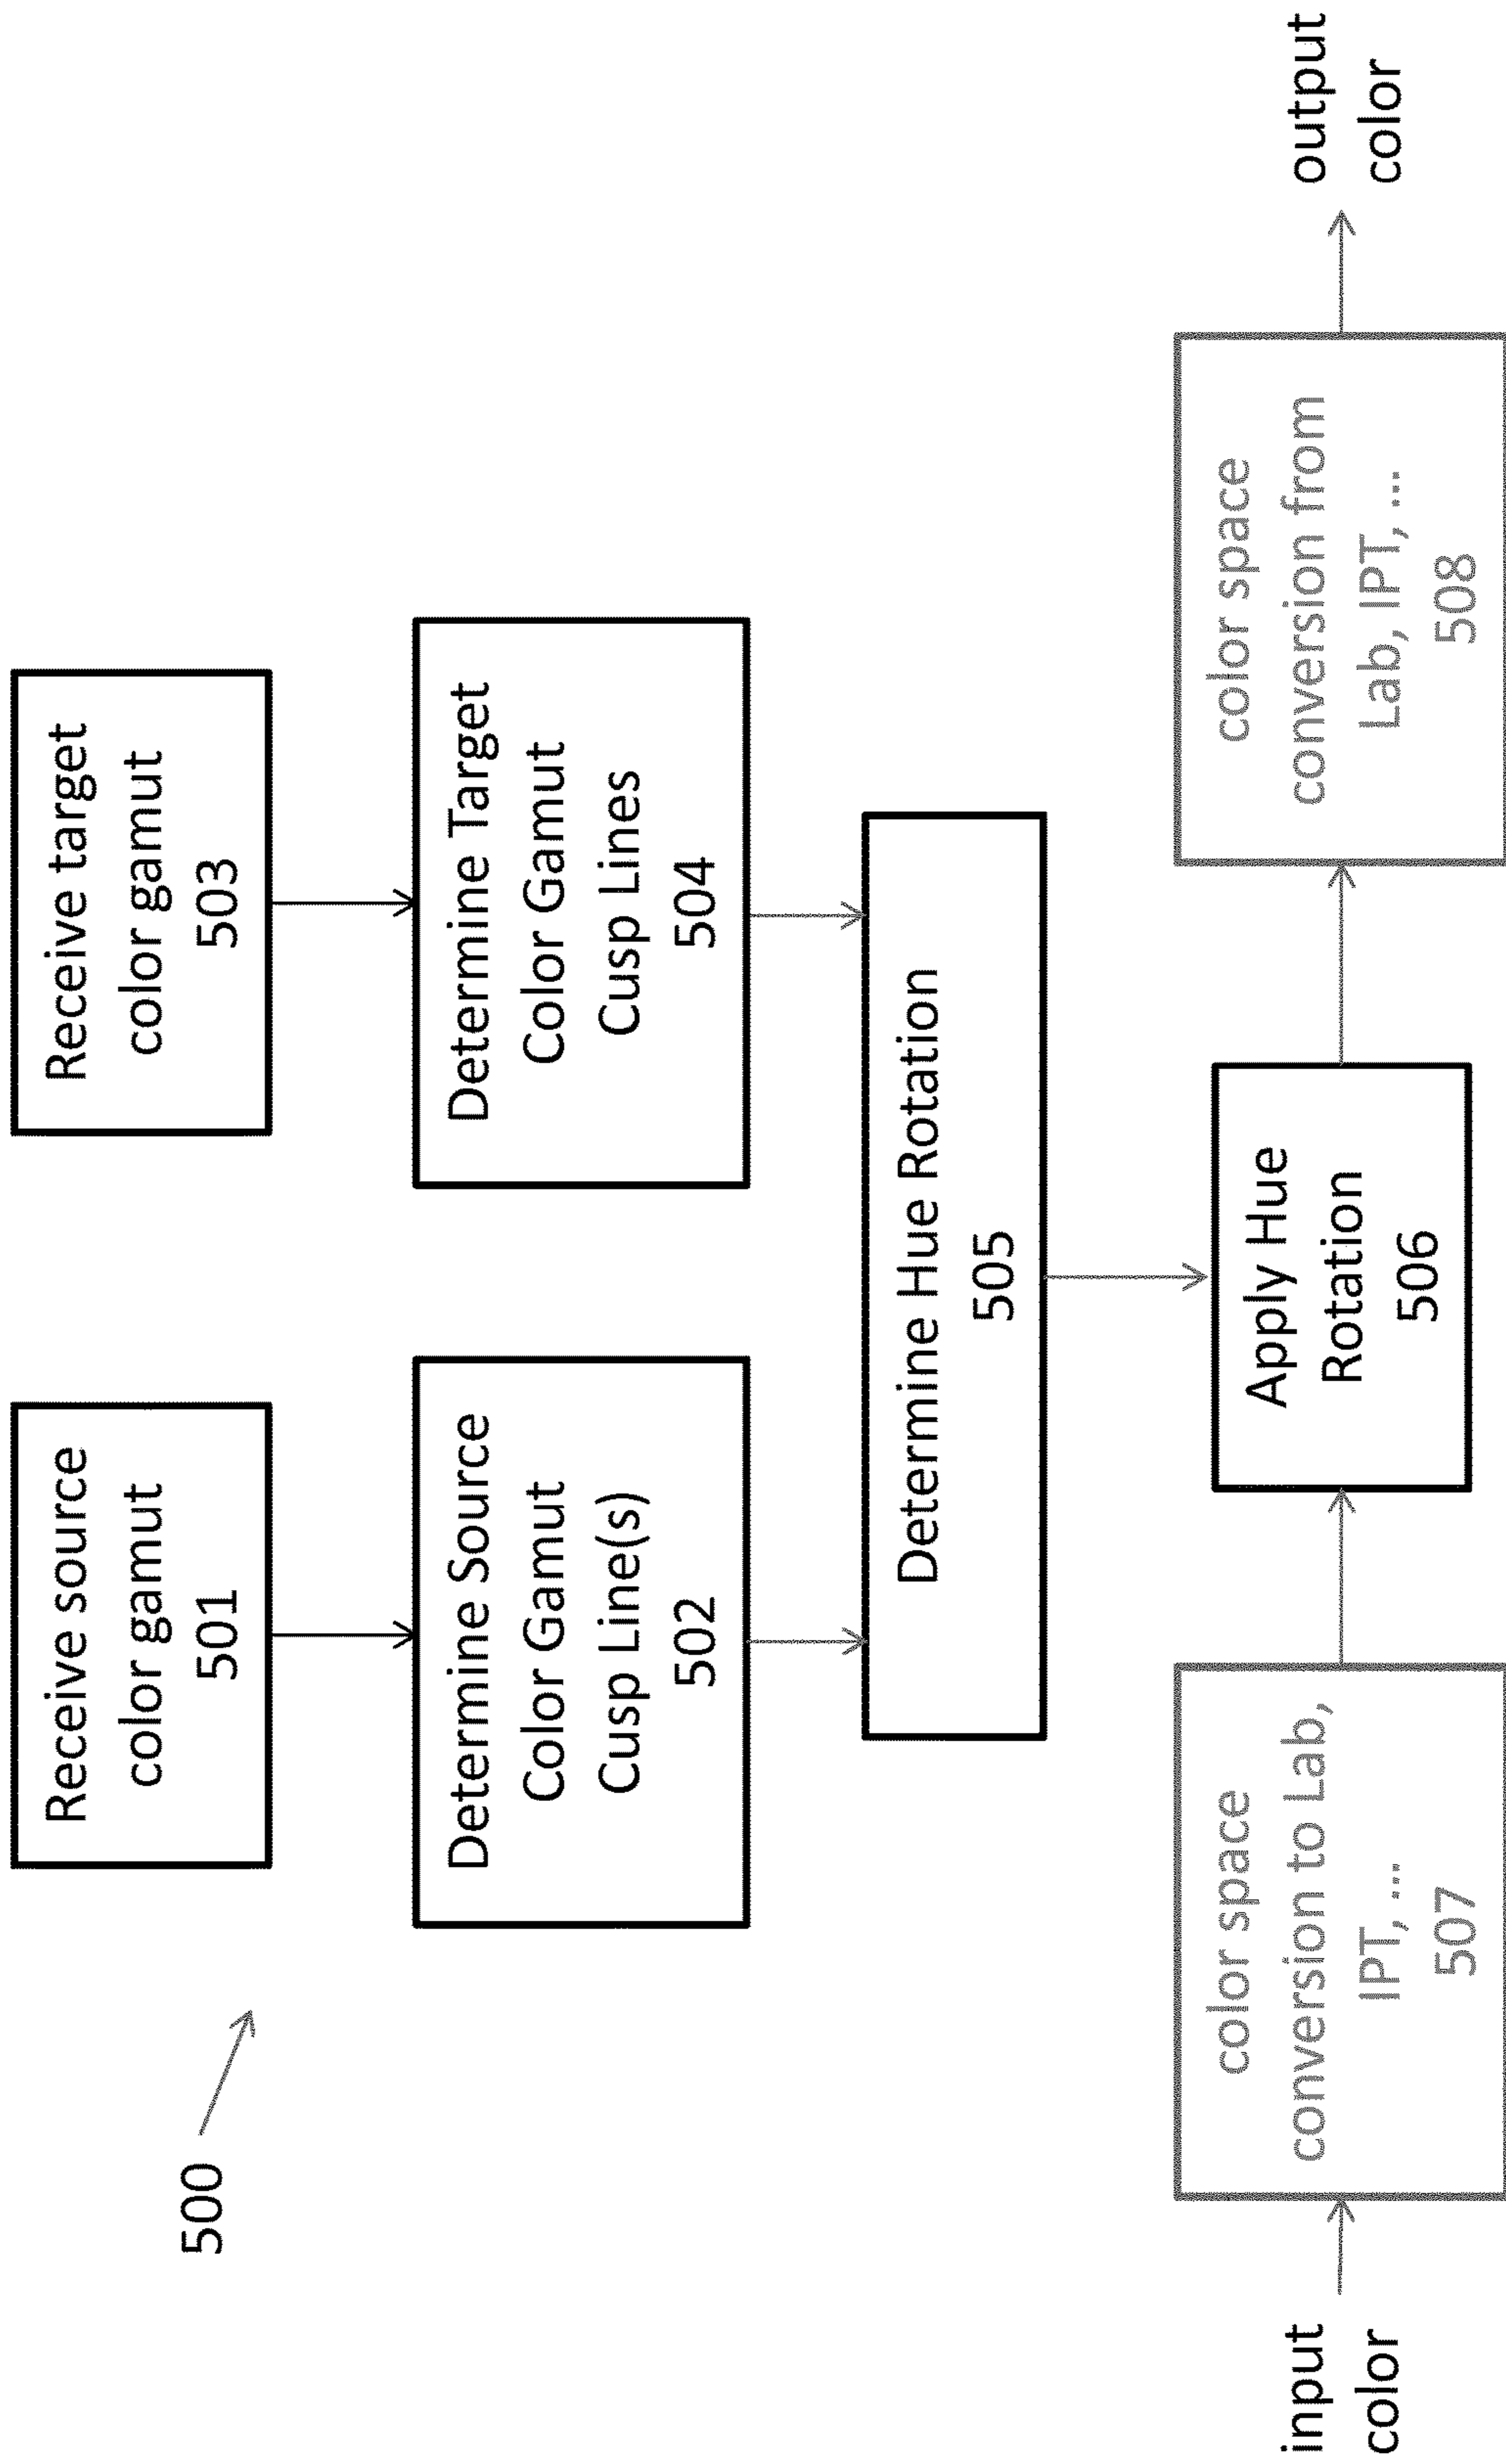 500
Receive source
color gamut
501
Receive target
color gamut
503
Determine Source
Color Gamut
Cusp Line(s)
502
Determine Target
Color Gamut
Cusp Lines
504
Determine Hue Rotation
505
input
color
color space
conversion to Lab,
IPT, ...
507
Apply Hue
Rotation
506
color space
conversion from
Lab, IPT, ...
508
output
color